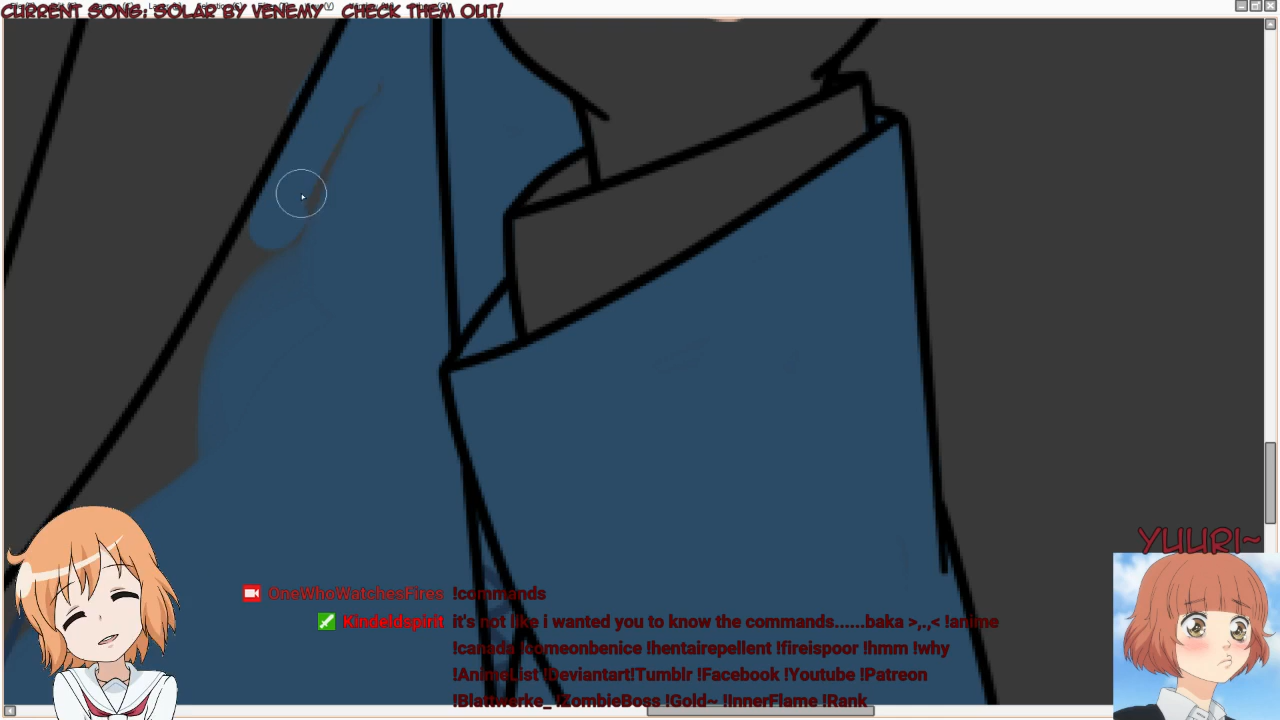 CURRENT SONG: SOLAR BY VENEMY CHECK THEM OUT!
YUURI~
OneWhoWatchesFires !commands
Kindeldspirit it's not like i wanted you to know the commands......baka >,.,< !anime
!canada !comeonbenice !hentairepellent !fireispoor !hmm !why
!AnimeList !Deviantart!Tumblr !Facebook !Youtube !Patreon
!Blattwerke_ !ZombieBoss !Gold~ !InnerFlame !Rank